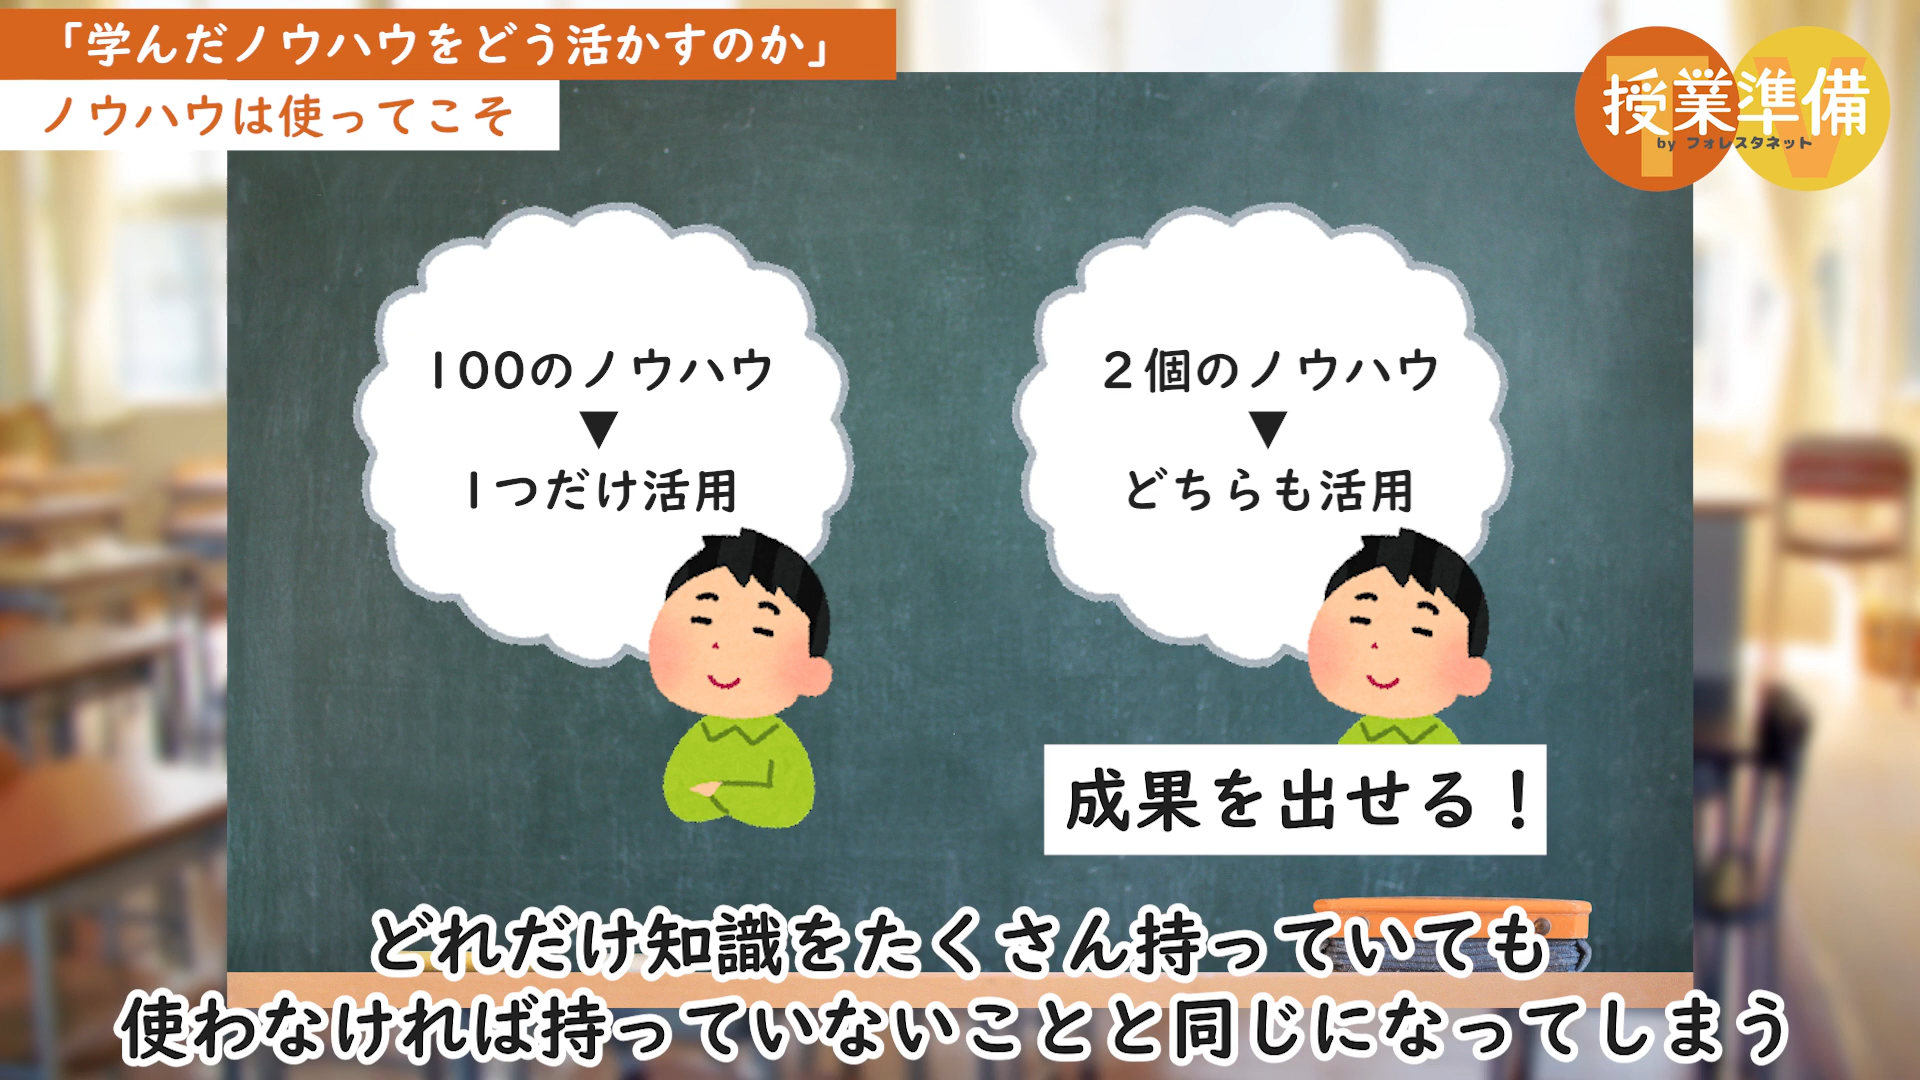 「学んだノウハウをどう活かすのか」
ノウハウは使ってこそ
TV
授業準備
by フォレスタネット
100のノウハウ
▼
1つだけ活用
2個のノウハウ
▼
どちらも活用
成果を出せる！
どれだけ知識をたくさん持っていても
使わなければ持っていないことと同じになってしまう